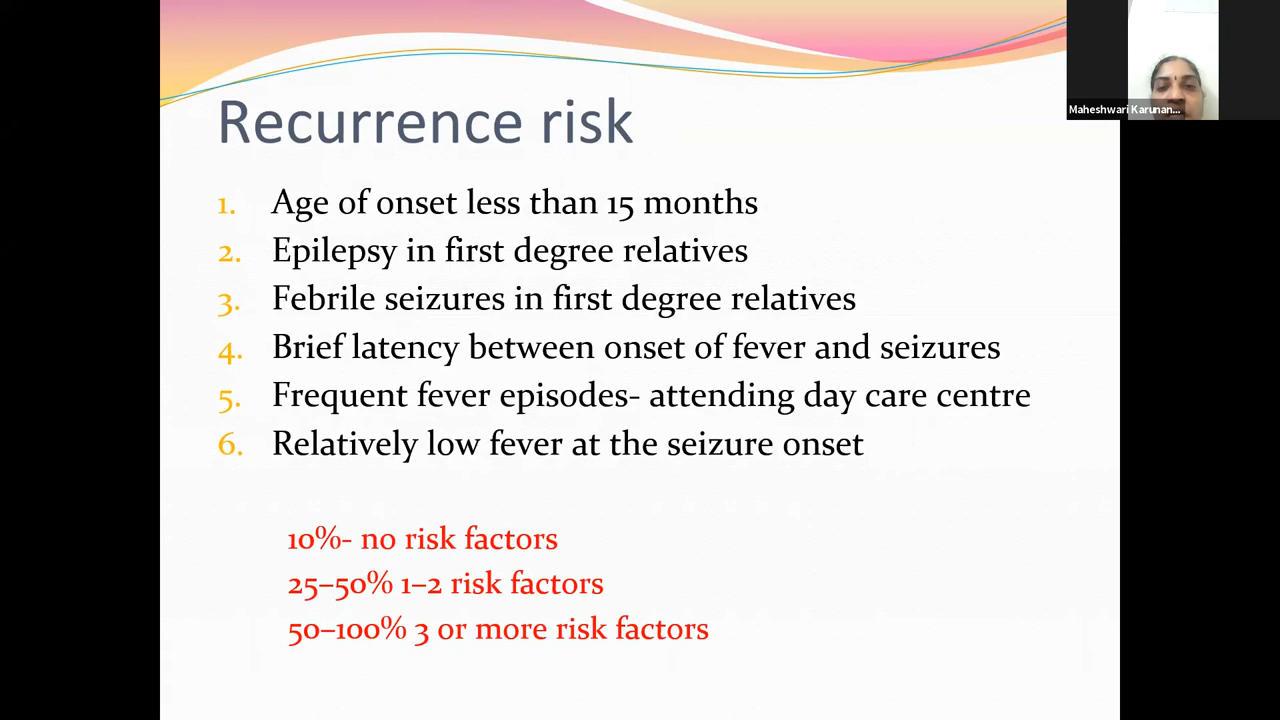 Maheshwari Karunan...
Recurrence risk
1. Age of onset less than 15 months
2. Epilepsy in first degree relatives
3. Febrile seizures in first degree relatives
4. Brief latency between onset of fever and seizures
5. Frequent fever episodes- attending day care centre
6. Relatively low fever at the seizure onset
10%- no risk factors
25–50% 1–2 risk factors
50–100% 3 or more risk factors